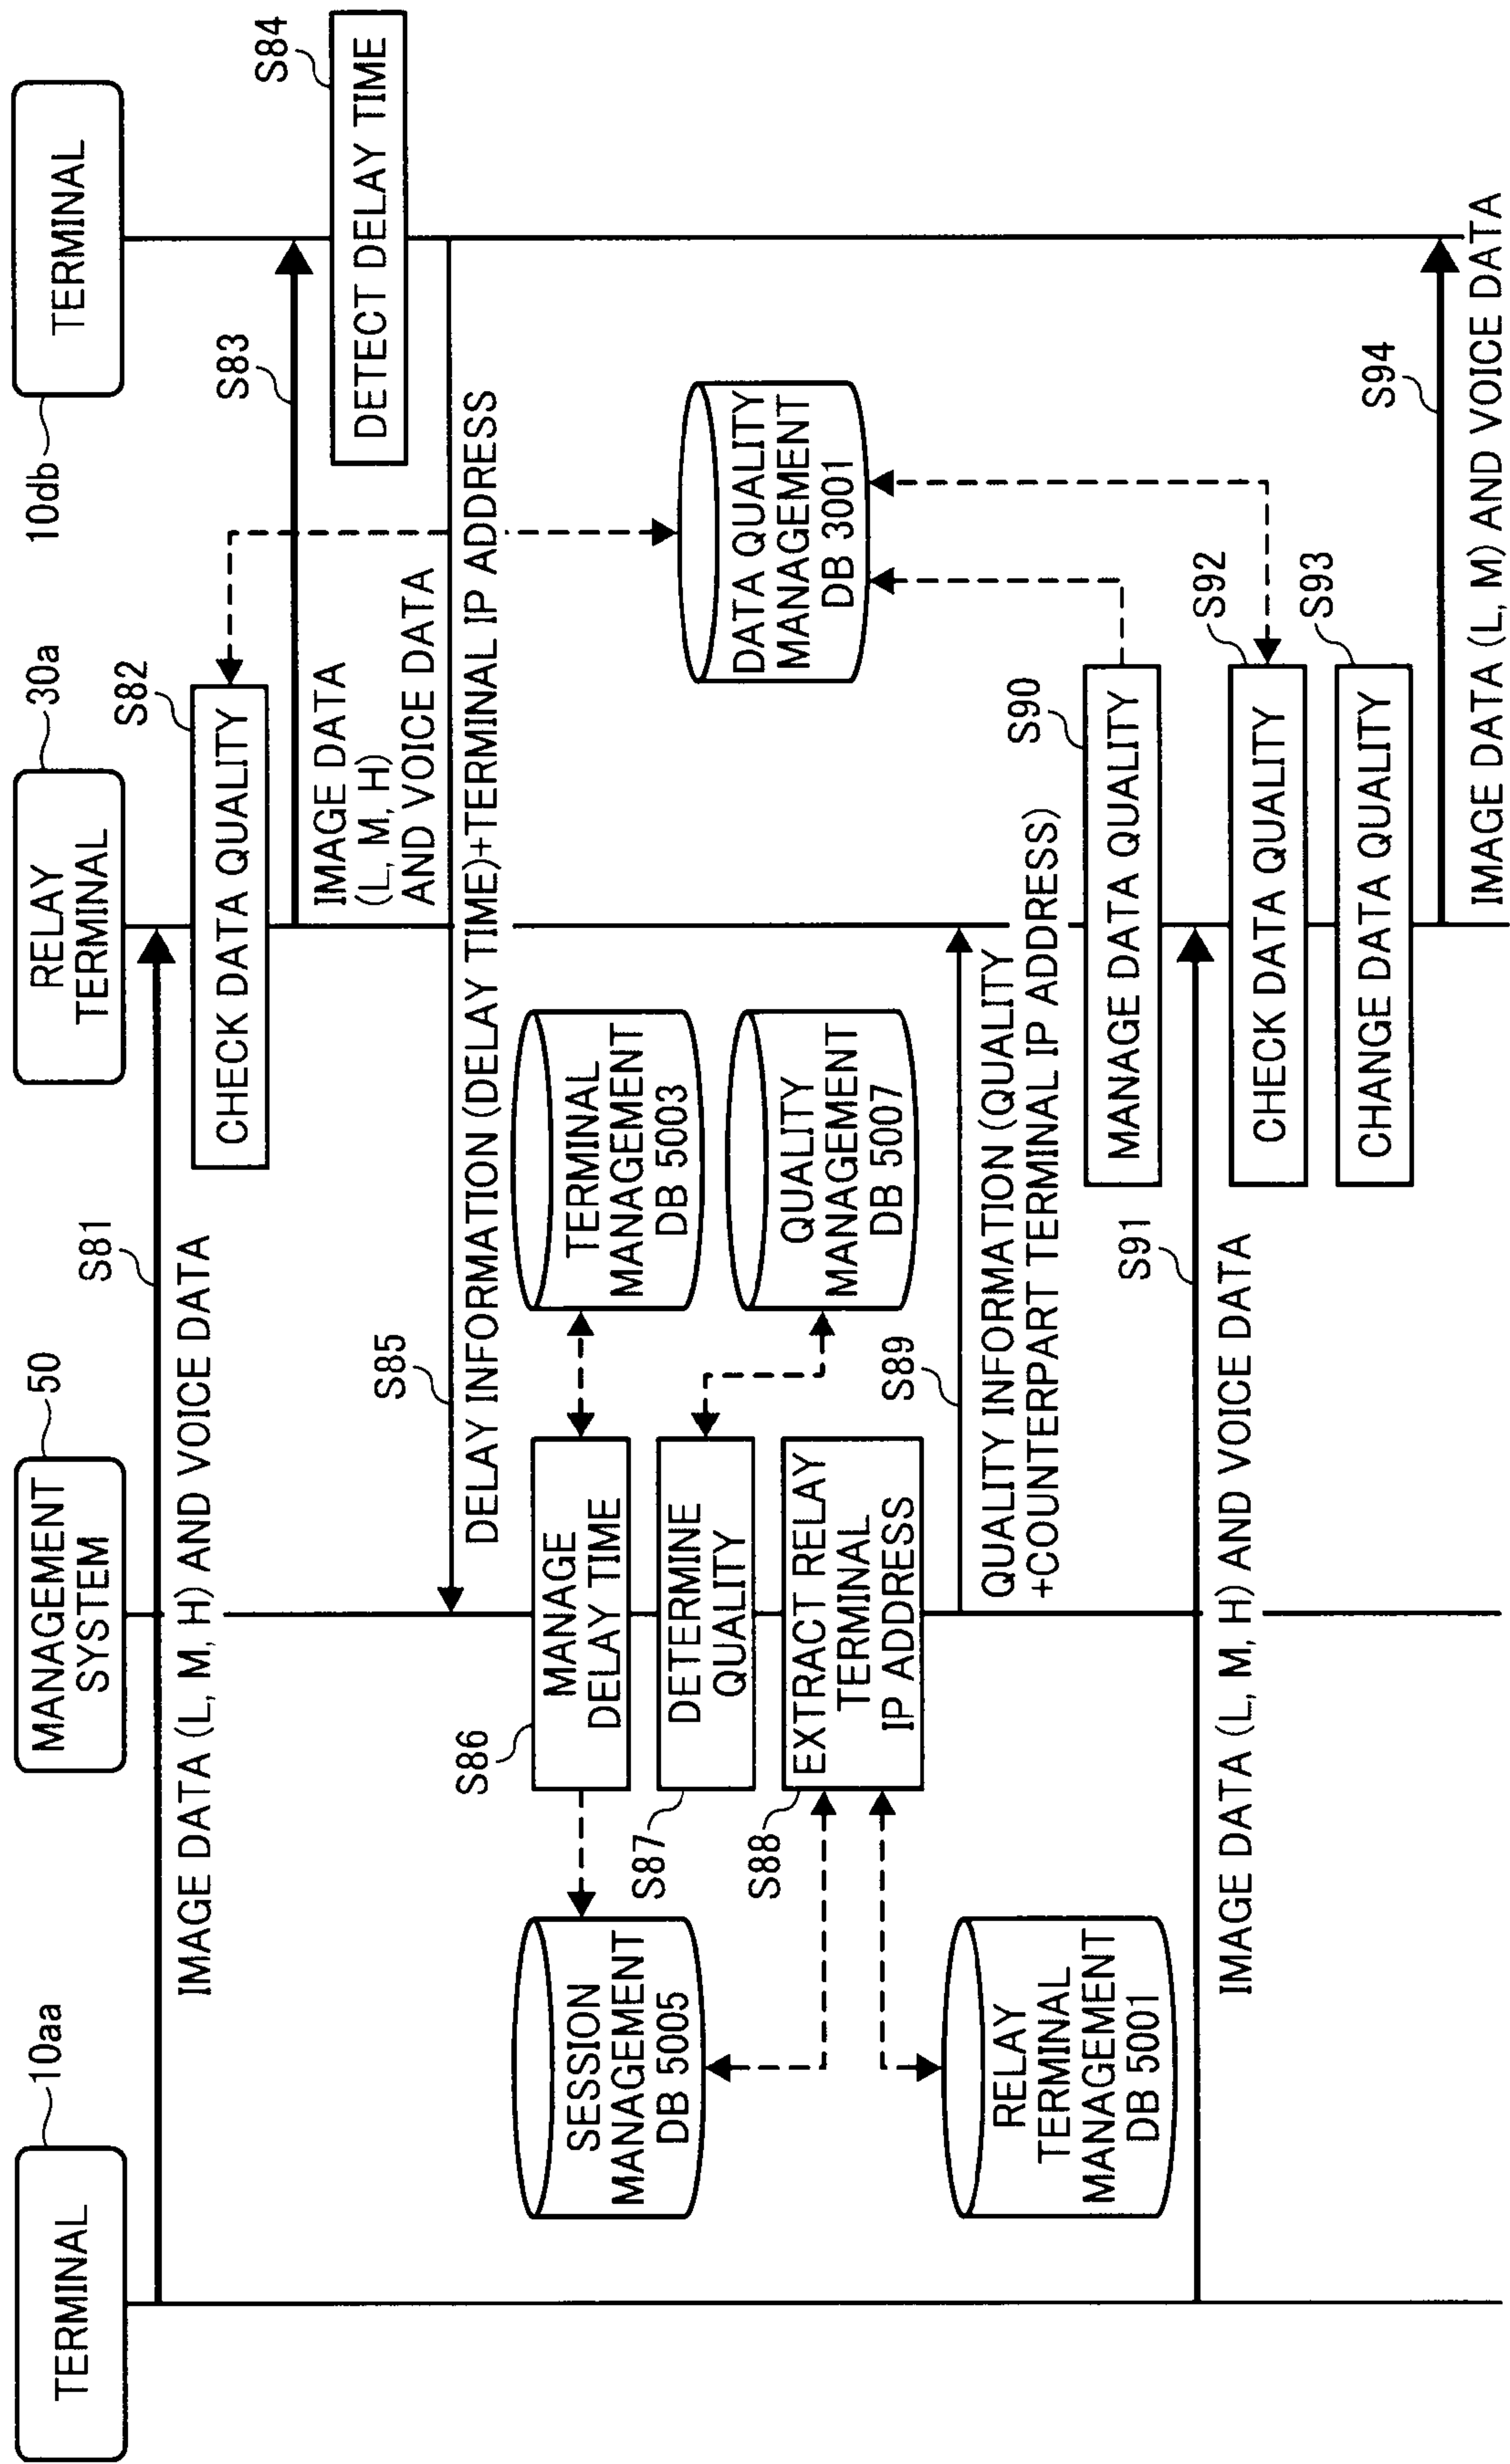 TERMINAL
10aa
MANAGEMENT
SYSTEM
50
RELAY
TERMINAL
30a
TERMINAL
10db
S81
IMAGE DATA (L, M, H) AND VOICE DATA
S82
CHECK DATA QUALITY
S83
IMAGE DATA
(L, M, H)
AND VOICE DATA
S84
DETECT DELAY TIME
S85
DELAY INFORMATION (DELAY TIME)+TERMINAL IP ADDRESS
SESSION
MANAGEMENT
DB 5005
S86
MANAGE
DELAY TIME
TERMINAL
MANAGEMENT
DB 5003
S87
DETERMINE
QUALITY
QUALITY
MANAGEMENT
DB 5007
DATA QUALITY
MANAGEMENT
DB 3001
S88
EXTRACT RELAY
TERMINAL
IP ADDRESS
RELAY
TERMINAL
MANAGEMENT
DB 5001
S89
QUALITY INFORMATION (QUALITY
+COUNTERPART TERMINAL IP ADDRESS)
S90
MANAGE DATA QUALITY
S91
IMAGE DATA (L, M, H) AND VOICE DATA
S92
CHECK DATA QUALITY
S93
CHANGE DATA QUALITY
S94
IMAGE DATA (L, M) AND VOICE DATA